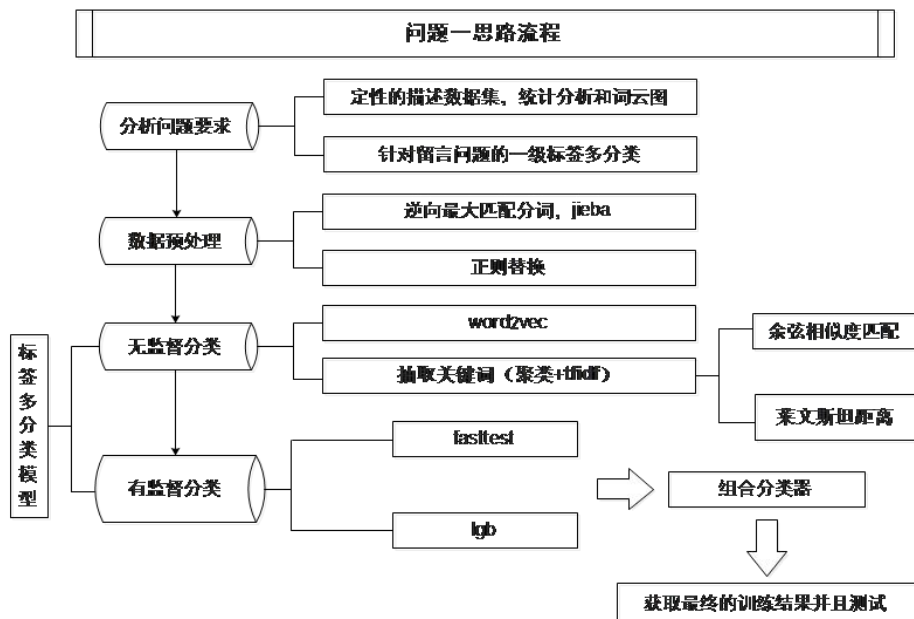 问题一思路流程
分析问题要求
定性的描述数据集，统计分析和词云图
针对留言问题的一级标签多分类
数据预处理
逆向最大匹配分词，jieba
正则替换
标签多分类模型
无监督分类
word2vec
抽取关键词（聚类+tfidf）
余弦相似度匹配
莱文斯坦距离
有监督分类
fasttest
lgb
组合分类器
获取最终的训练结果并且测试